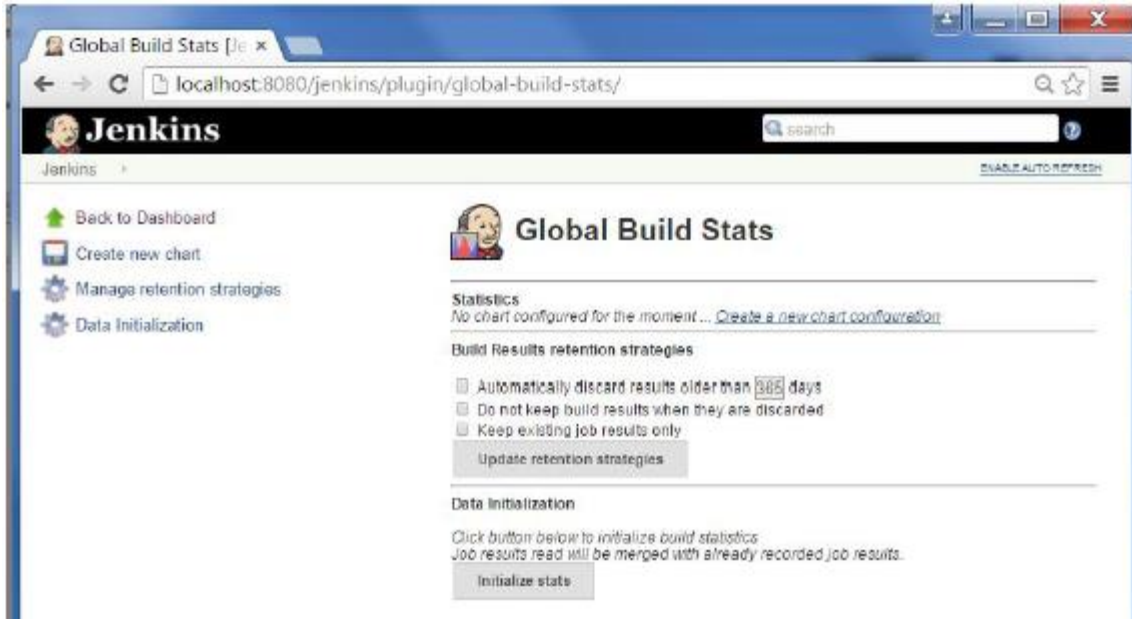 Global Build Stats [Je
localhost:8080/jenkins/plugin/global-build-stats/
Jenkins
search
Jenkins
ENABLE AUTO REFRESH
Back to Dashboard
Create new chart
Manage retention strategies
Data Initialization
Global Build Stats
Statistics
No chart configured for the moment ... Create a new chart configuration
Build Results retention strategies
Automatically discard results older than 365 days
Do not keep build results when they are discarded
Keep existing job results only
Update retention strategies
Data Initialization
Click button below to initialize build statistics
Job results read will be merged with already recorded job results.
Initialize stats